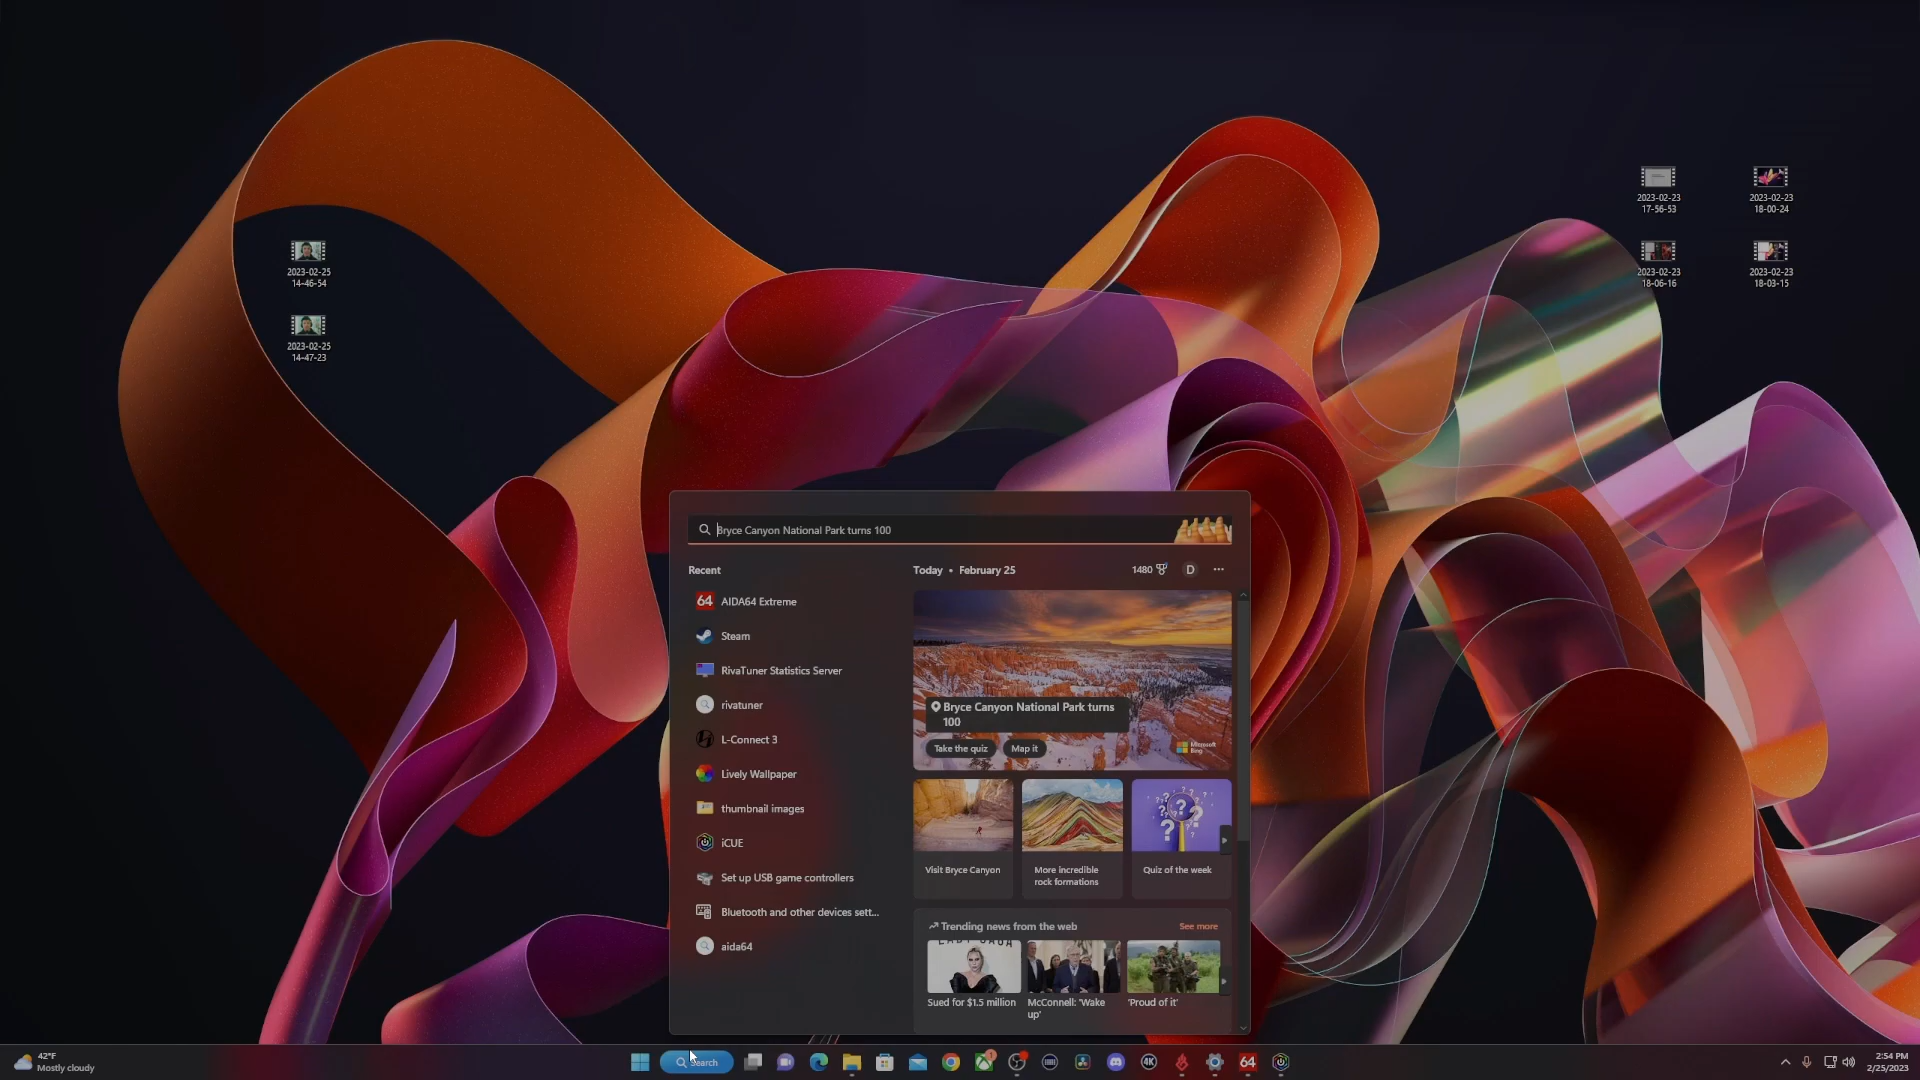 2023-02-23
17-56-53
2023-02-23
18-00-24
2023-02-25
14-46-54
2023-02-23
18-06-16
2023-02-23
18-03-15
2023-02-25
14-47-23
Bryce Canyon National Park turns 100
Recent
Today • February 25
1480
D
64 AIDA64 Extreme
Steam
RivaTuner Statistics Server
rivatuner
L-Connect 3
Lively Wallpaper
thumbnail images
iCUE
Set up USB game controllers
Bluetooth and other devices sett...
aida64
Bryce Canyon National Park turns
100
Take the quiz
Map it
Microsoft
Bing
Visit Bryce Canyon
More incredible
rock formations
Quiz of the week
Trending news from the web
See more
Sued for $1.5 million
McConnell: 'Wake
up'
'Proud of it'
42°F
Mostly cloudy
Search
4K
64
2:54 PM
2/25/2023